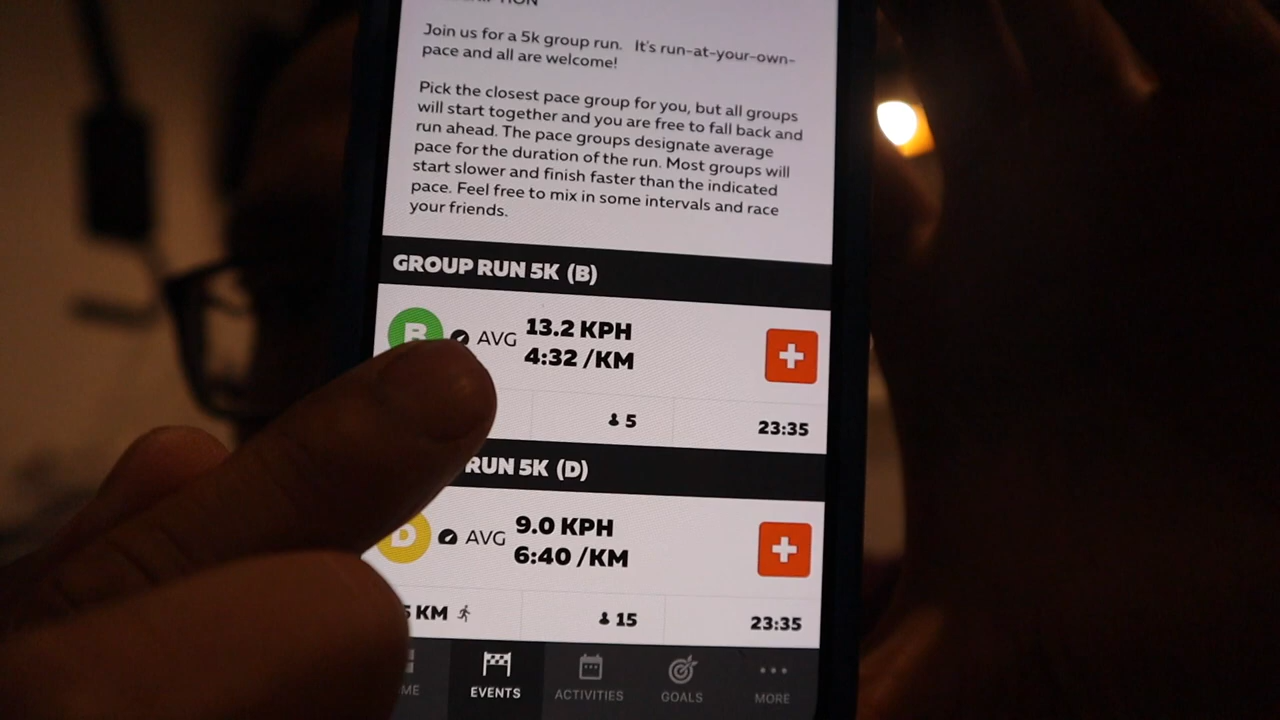 Join us for a 5k group run. It's run-at-your-own-
pace and all are welcome!
Pick the closest pace group for you, but all groups
will start together and you are free to fall back and
run ahead. The pace groups designate average
pace for the duration of the run. Most groups will
start slower and finish faster than the indicated
pace. Feel free to mix in some intervals and race
your friends.
GROUP RUN 5K (B)
B AVG 13.2 KPH
4:32 /KM
5 23:35
RUN 5K (D)
D AVG 9.0 KPH
6:40 /KM
5 KM 15 23:35
EVENTS ACTIVITIES GOALS MORE